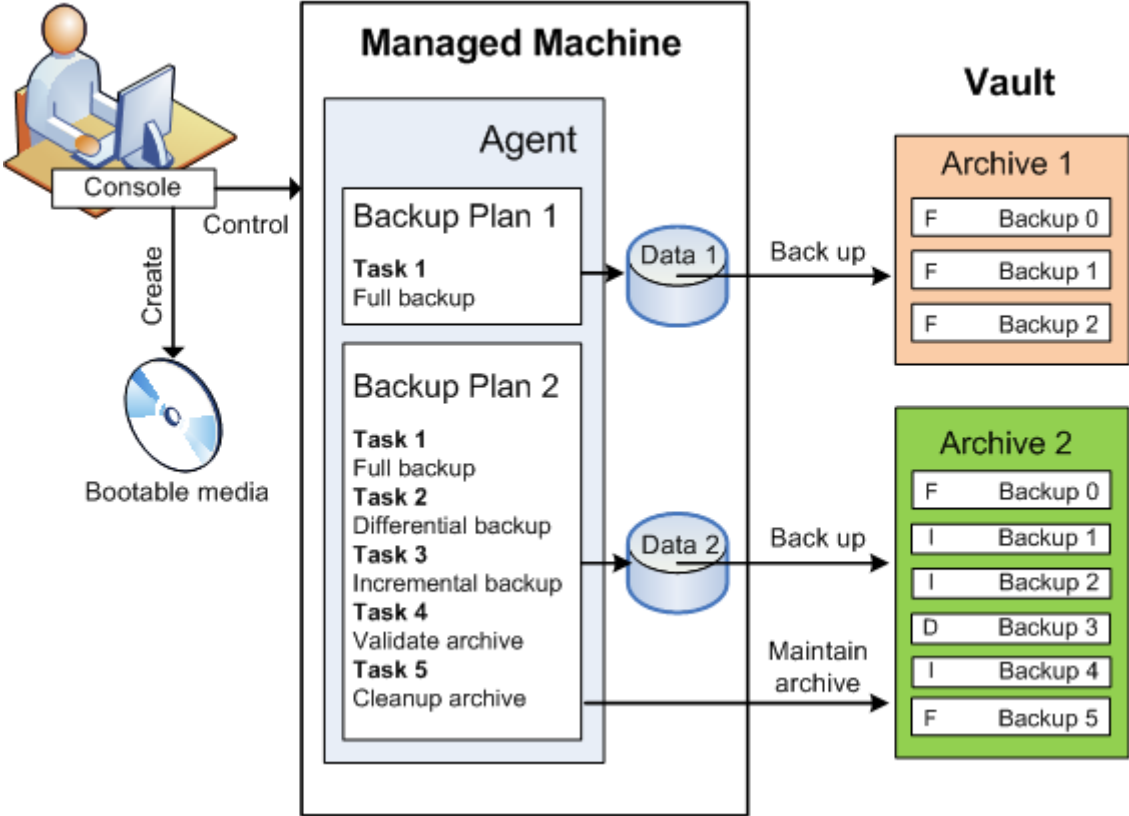 Managed Machine
Vault
Console
Control
Create
Bootable media
Agent
Backup Plan 1
Task 1
Full backup
Backup Plan 2
Task 1
Full backup
Task 2
Differential backup
Task 3
Incremental backup
Task 4
Validate archive
Task 5
Cleanup archive
Data 1
Back up
Data 2
Back up
Maintain
archive
Archive 1
F Backup 0
F Backup 1
F Backup 2
Archive 2
F Backup 0
I Backup 1
I Backup 2
D Backup 3
I Backup 4
F Backup 5